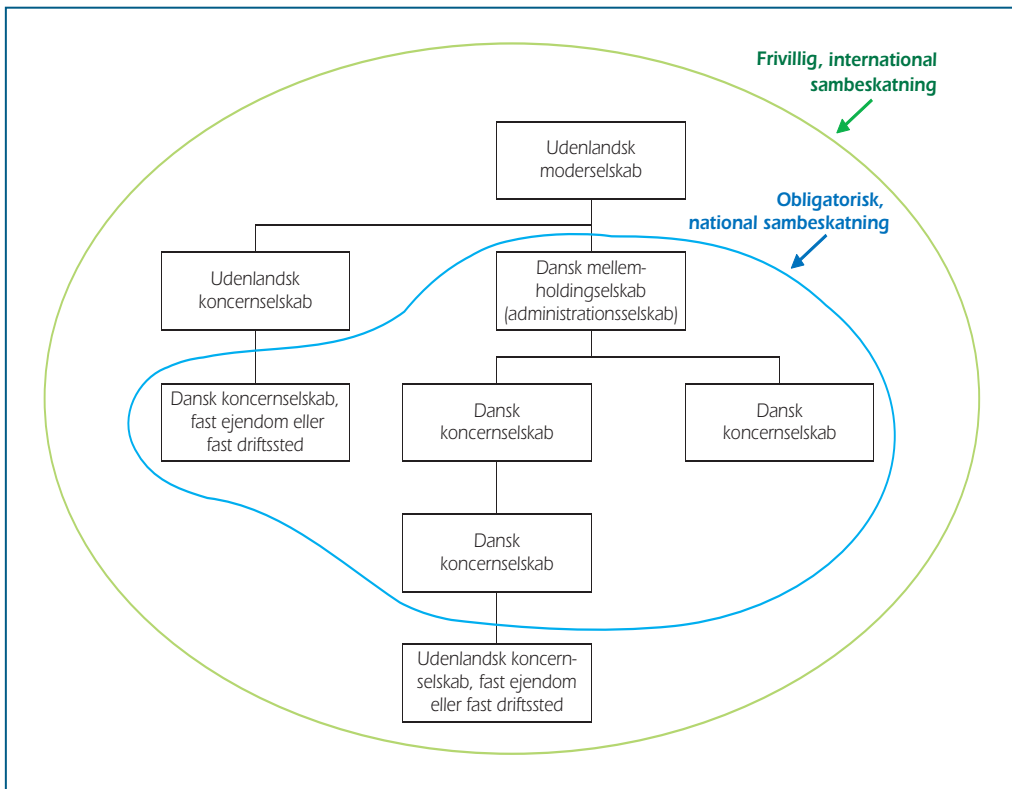 Frivillig, international
sambeskatning
Udenlandsk
moderselskab
Obligatorisk,
national sambeskatning
Udenlandsk
koncernselskab
Dansk mellem-
holdingselskab
(administrationsselskab)
Dansk koncernselskab,
fast ejendom eller
fast driftssted
Dansk
koncernselskab
Dansk
koncernselskab
Dansk
koncernselskab
Udenlandsk koncern-
selskab, fast ejendom
eller fast driftssted